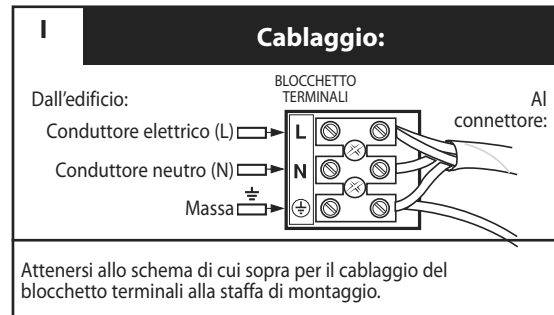 I
Cablaggio:
BLOCCHETTO
TERMINALI
Dall'edificio:
Al
connettore:
Conduttore elettrico (L)
L
Conduttore neutro (N)
N
Massa
Attenersi allo schema di cui sopra per il cablaggio del
blocchetto terminali alla staffa di montaggio.